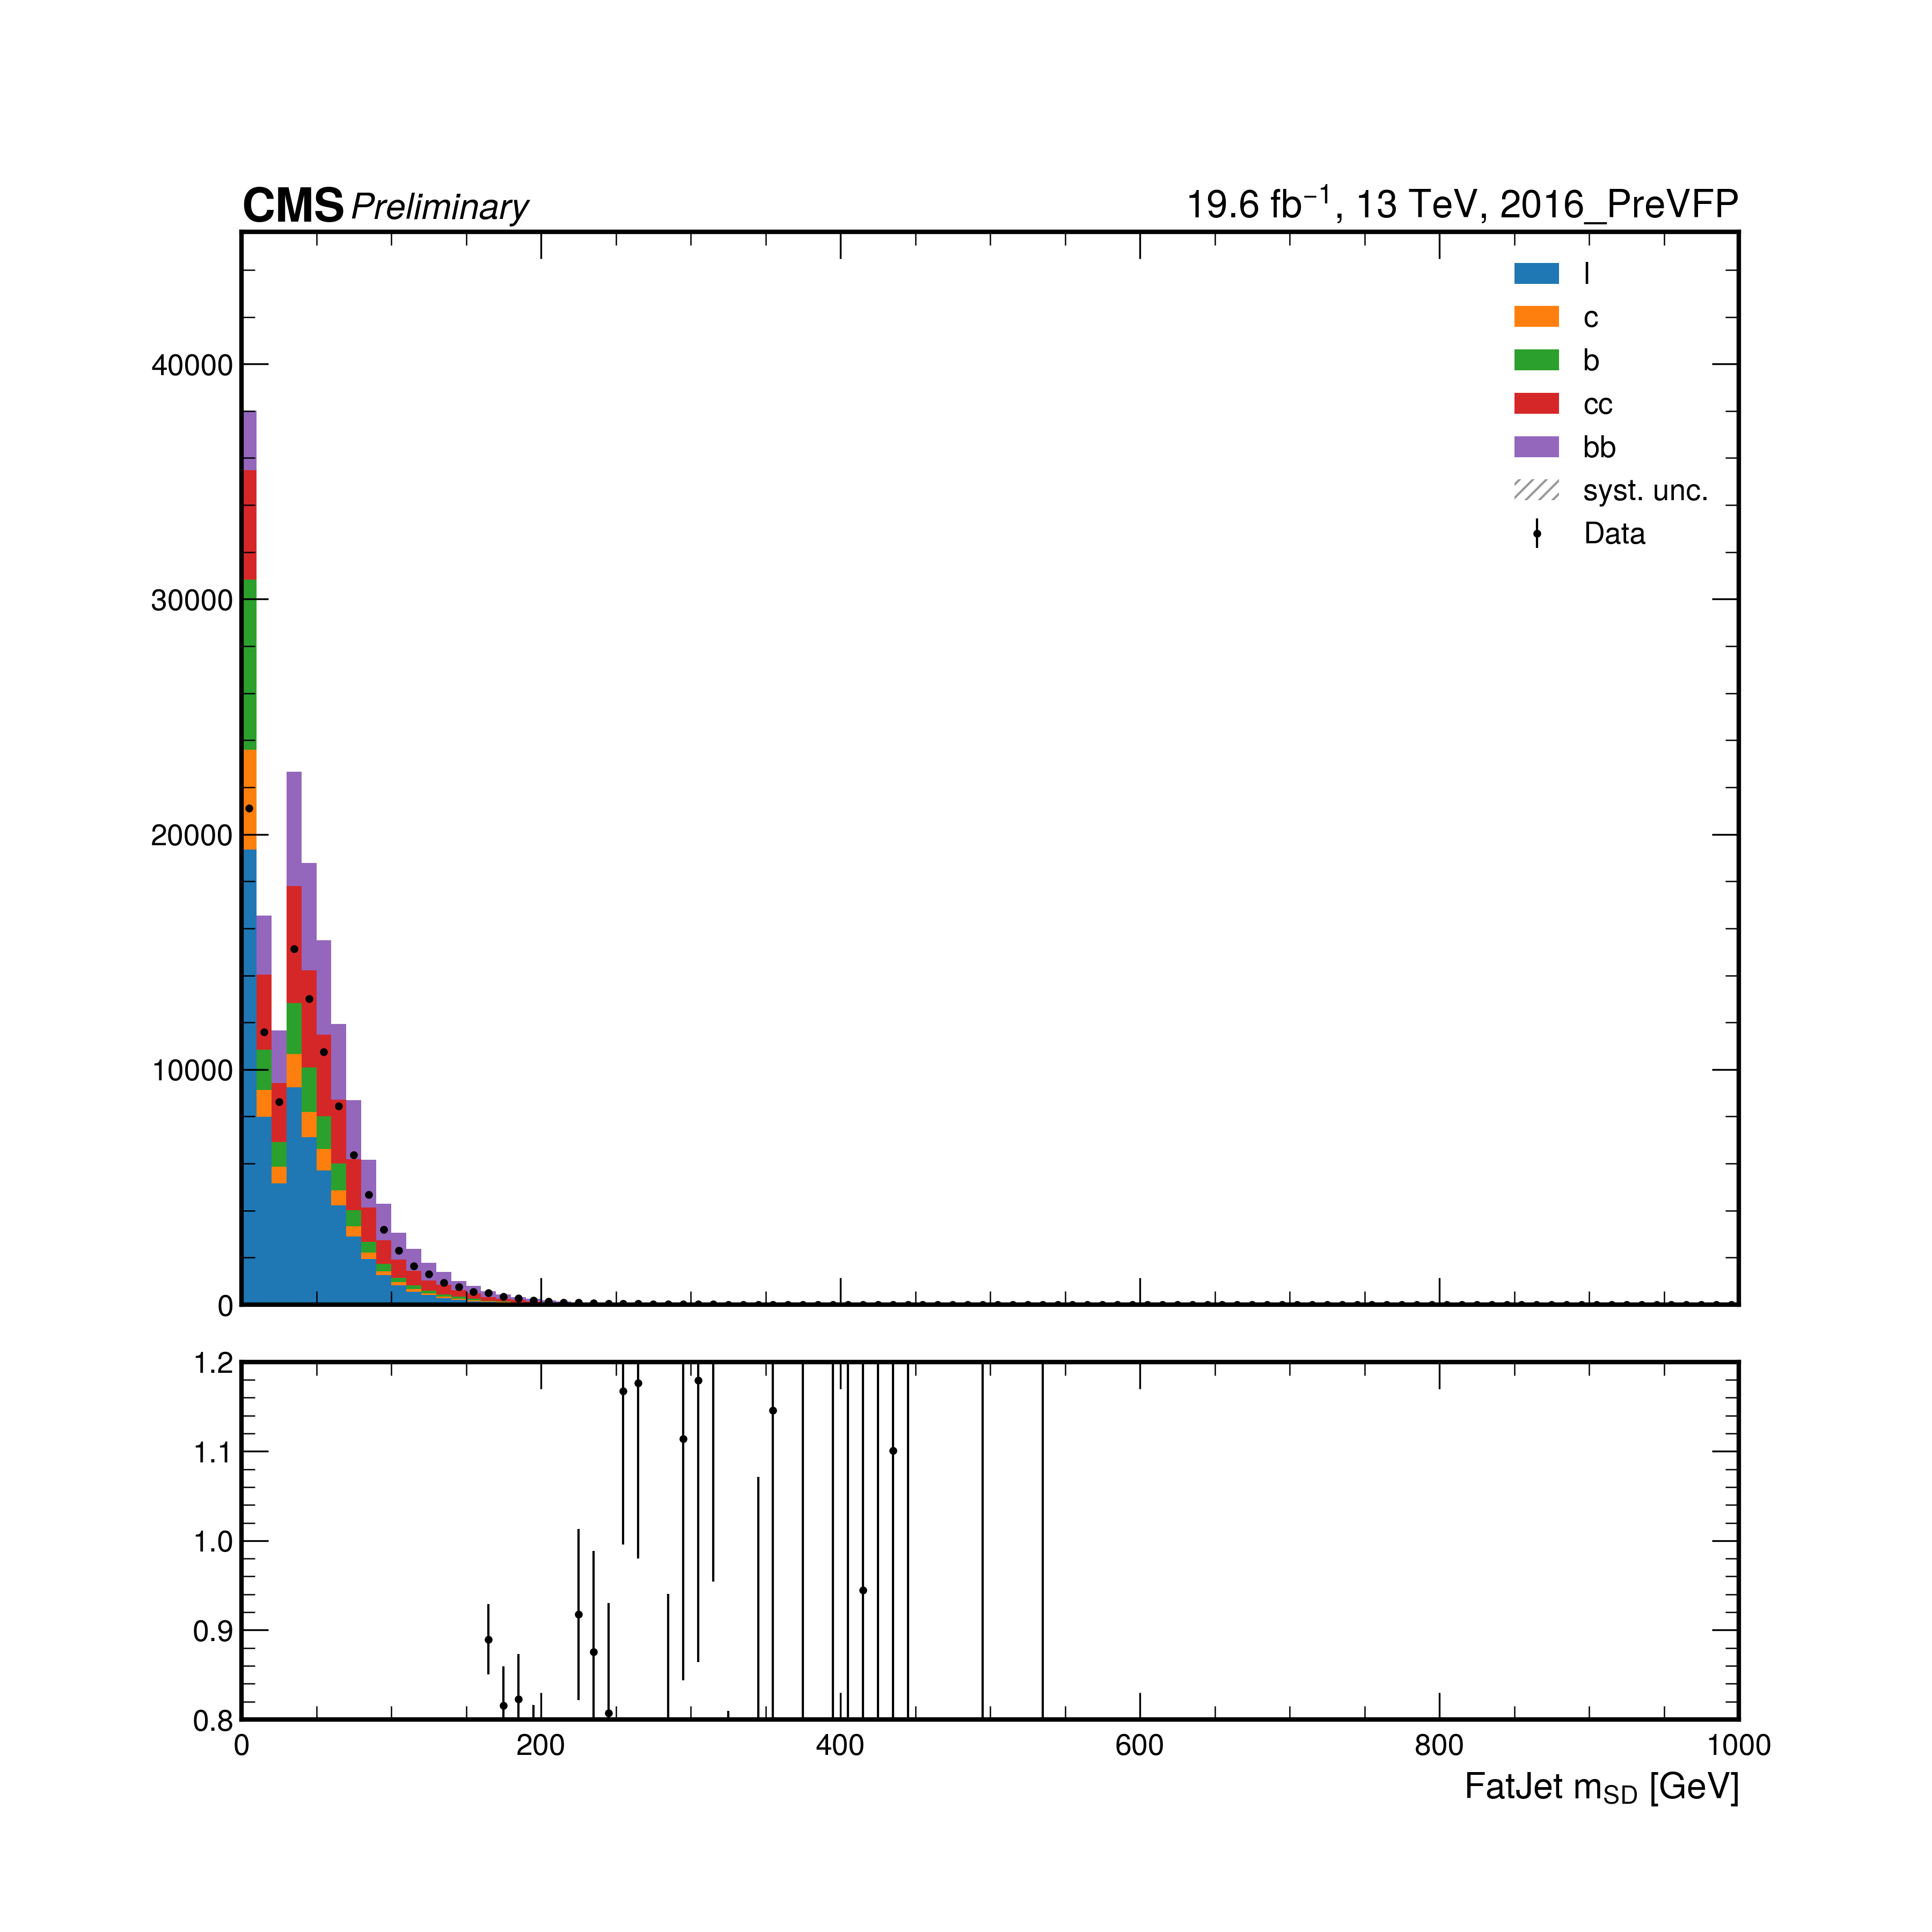 CMS Preliminary
19.6 fb⁻¹, 13 TeV, 2016_PreVFP
l
c
b
cc
bb
syst. unc.
Data
40000
30000
20000
10000
0
1.2
1.1
1.0
0.9
0.8
0 200 400 600 800 1000
FatJet m_SD [GeV]